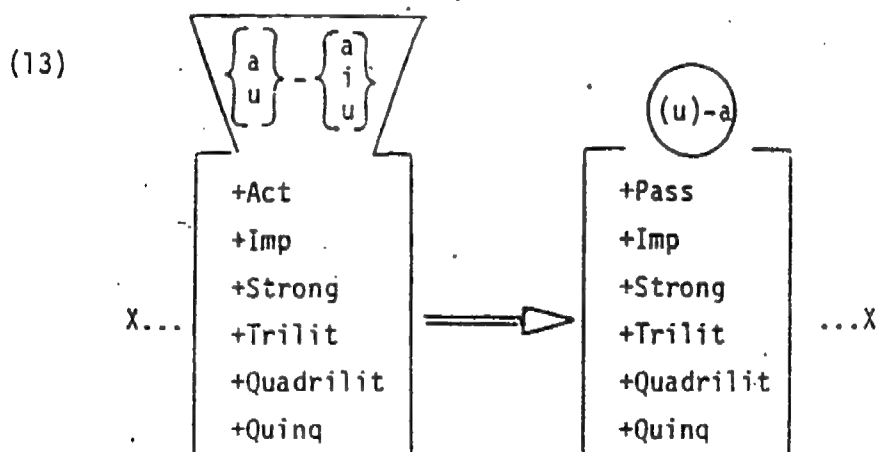 (13)
{a u} - {a i u}
(u)-a
+Act +Pass
+Imp +Imp
+Strong +Strong
X... +Trilit +Trilit ...X
+Quadrilit +Quadrilit
+Quinq +Quinq